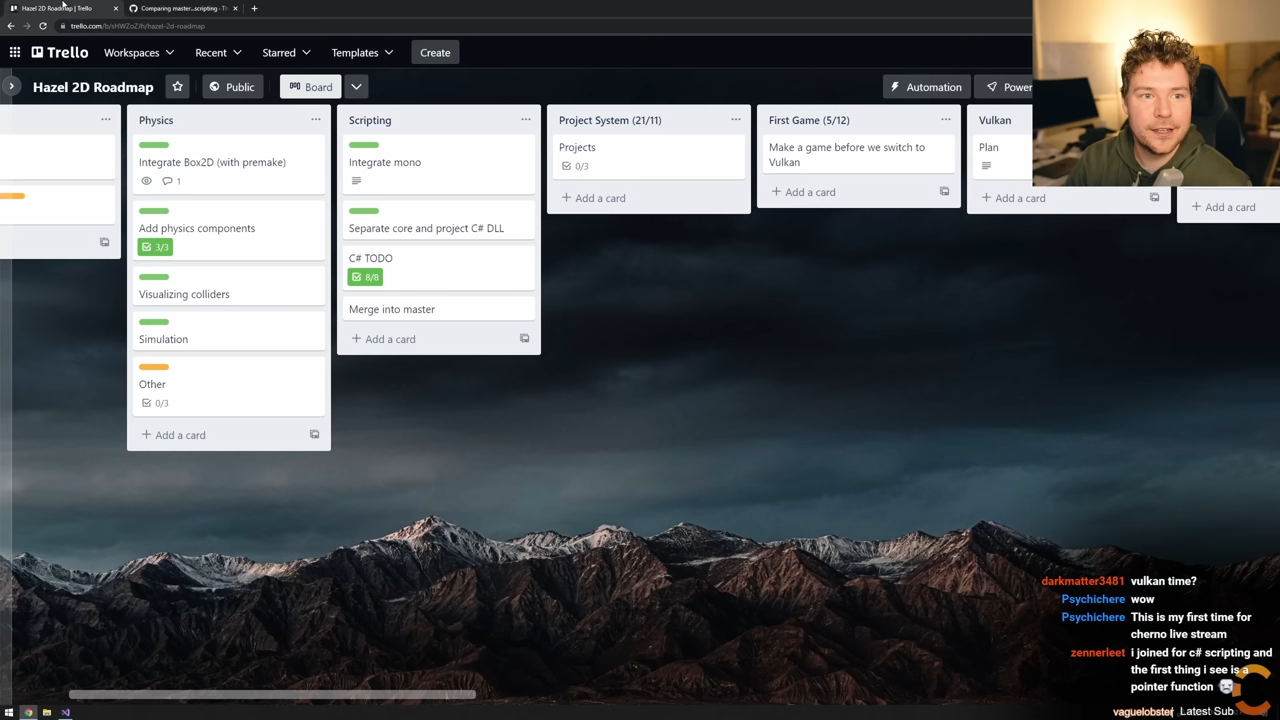 Hazel 2D Roadmap | Trello
Comparing master...scripting · Th
trello.com/b/sHWZoZJh/hazel-2d-roadmap
Trello
Workspaces
Recent
Starred
Templates
Create
Hazel 2D Roadmap
Public
Board
Automation
Power
Physics
Integrate Box2D (with premake)
1
Add physics components
3/3
Visualizing colliders
Simulation
Other
0/3
+ Add a card
Scripting
Integrate mono
Separate core and project C# DLL
C# TODO
8/8
Merge into master
+ Add a card
Project System (21/11)
Projects
0/3
+ Add a card
First Game (5/12)
Make a game before we switch to
Vulkan
+ Add a card
Vulkan
Plan
+ Add a card
+ Add a card
darkmatter3481 vulkan time?
Psychichere wow
Psychichere This is my first time for
cherno live stream
zennerleet i joined for c# scripting and
the first thing i see is a
pointer function
vaguelobster
Latest Sub